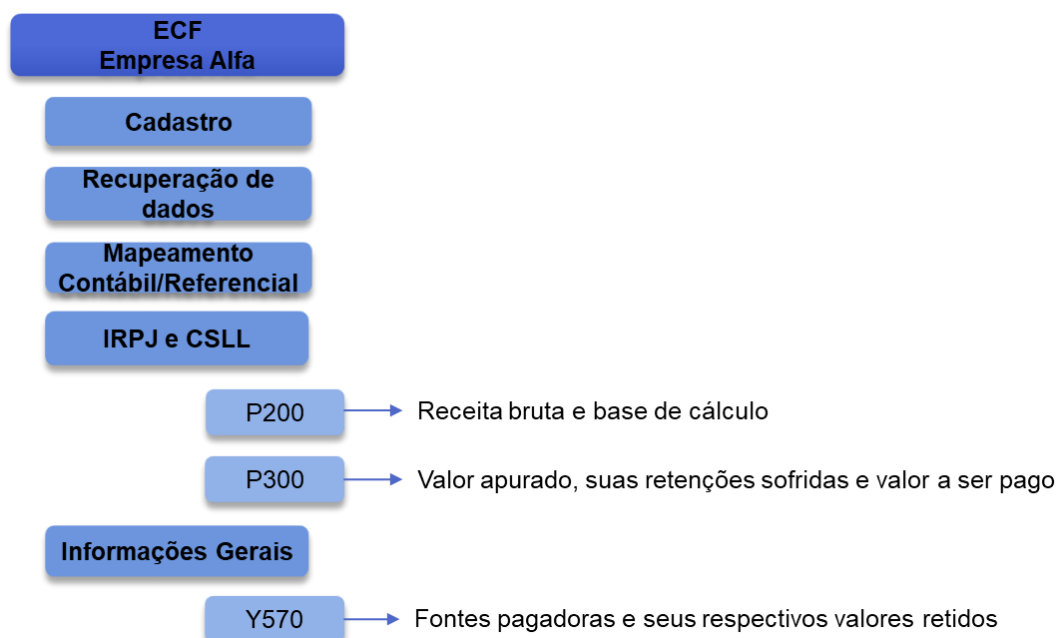 ECF
Empresa Alfa
Cadastro
Recuperação de
dados
Mapeamento
Contábil/Referencial
IRPJ e CSLL
P200
Receita bruta e base de cálculo
P300
Valor apurado, suas retenções sofridas e valor a ser pago
Informações Gerais
Y570
Fontes pagadoras e seus respectivos valores retidos